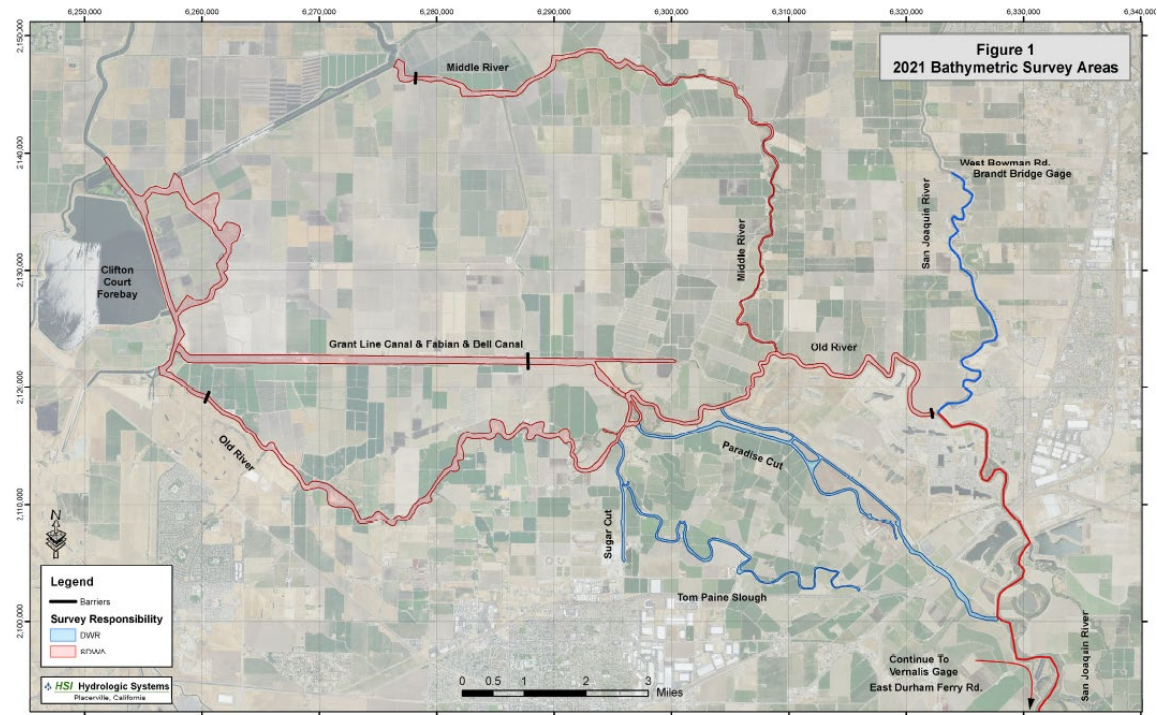 6,250,000 6,260,000 6,270,000 6,280,000 6,290,000 6,300,000 6,310,000 6,320,000 6,330,000 6,340,000
2,150,000
2,140,000
2,130,000
2,120,000
2,110,000
2,100,000
Figure 1
2021 Bathymetric Survey Areas
Middle River
West Bowman Rd.
Brandt Bridge Gage
San Joaquin River
Middle River
Clifton
Court
Forebay
Grant Line Canal & Fabian & Bell Canal
Old River
Old River
Paradise Cut
Sugar Cut
Tom Paine Slough
San Joaquin River
Continue To
Vernalis Gage
East Durham Ferry Rd.
N
Legend
Barriers
Survey Responsibility
DWR
SDWA
HSI Hydrologic Systems
Placerville, California
0 0.5 1 2 3
Miles